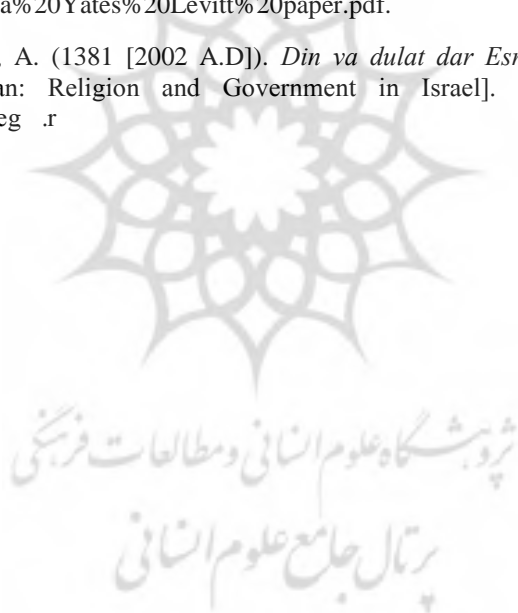 a%20Yates%20Levitt%20paper.pdf.
, A. (1381 [2002 A.D]). Din va dulat dar Esr
an: Religion and Government in Israel].
eg .r
پژوهشگاه علوم انسانی و مطالعات فرهنگی
پرتال جامع علوم انسانی